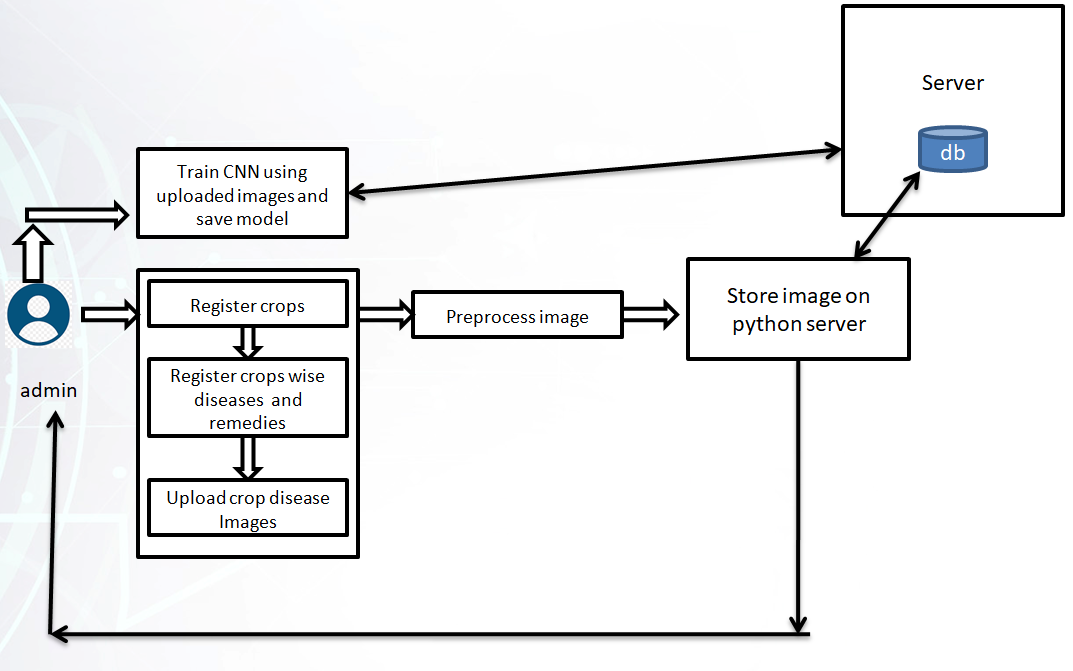 Server
db
Train CNN using
uploaded images and
save model
Register crops
Register crops wise
diseases and
remedies
Upload crop disease
Images
Preprocess image
Store image on
python server
admin